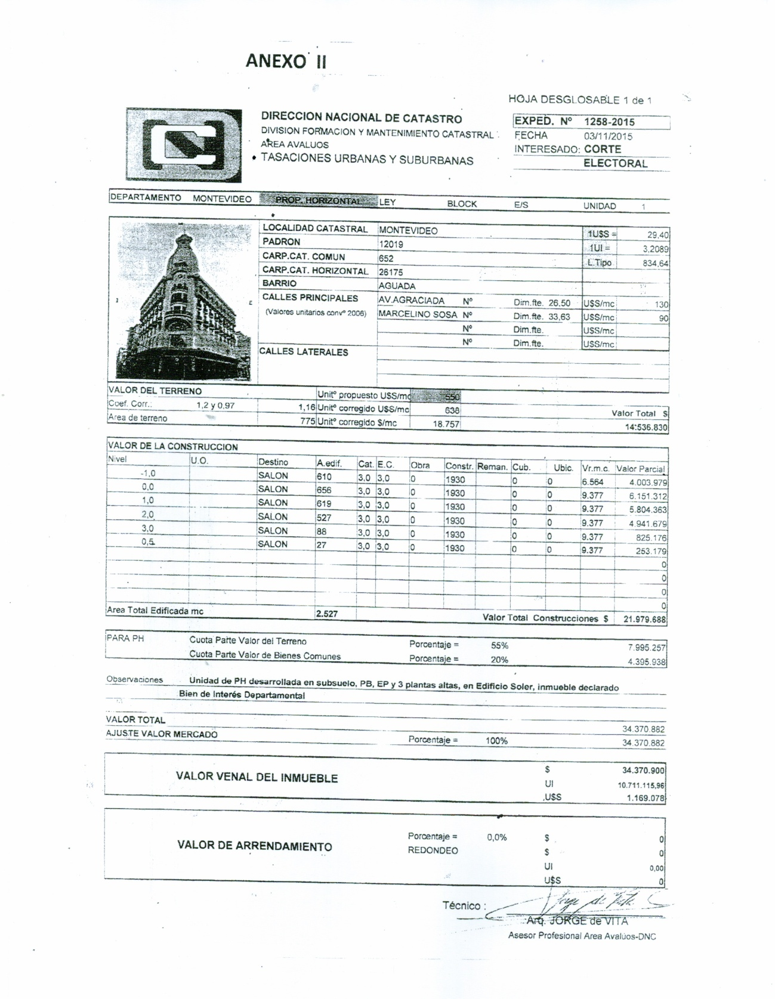 ANEXO II
HOJA DESGLOSABLE 1 de 1
DIRECCION NACIONAL DE CATASTRO
DIVISION FORMACION Y MANTENIMIENTO CATASTRAL
AREA AVALUOS
TASACIONES URBANAS Y SUBURBANAS
EXPED. Nº 1258-2015
FECHA 03/11/2015
INTERESADO: CORTE
ELECTORAL
DEPARTAMENTO MONTEVIDEO PROP. HORIZONTAL LEY BLOCK E/S UNIDAD 1
LOCALIDAD CATASTRAL MONTEVIDEO 1U$S = 29,40
PADRON 12019 1UI = 3,2089
CARP.CAT. COMUN 652 L.Tipo 834,64
CARP.CAT. HORIZONTAL 26175
BARRIO AGUADA
CALLES PRINCIPALES AV.AGRACIADA Nº Dim.fte. 26,50 U$S/mc 130
(Valores unitarios convº 2006) MARCELINO SOSA Nº Dim.fte. 33,63 U$S/mc 90
Nº Dim.fte. U$S/mc
Nº Dim.fte. U$S/mc
CALLES LATERALES
VALOR DEL TERRENO Unitº propuesto U$S/mc 550
Coef. Corr.: 1,2 y 0,97 1,16 Unitº corregido U$S/mc 638 Valor Total $
Area de terreno 775 Unitº corregido $/mc 18.757 14.536.830
VALOR DE LA CONSTRUCCION
Nivel U.O. Destino A.edif. Cat. E.C. Obra Constr. Reman. Cub. Ubic. Vr.m.c. Valor Parcial
-1,0 SALON 610 3,0 3,0 0 1930 0 0 6.564 4.003.979
0,0 SALON 656 3,0 3,0 0 1930 0 0 9.377 6.151.312
1,0 SALON 619 3,0 3,0 0 1930 0 0 9.377 5.804.363
2,0 SALON 527 3,0 3,0 0 1930 0 0 9.377 4.941.679
3,0 SALON 88 3,0 3,0 0 1930 0 0 9.377 825.176
0,5 SALON 27 3,0 3,0 0 1930 0 0 9.377 253.179
0
0
0
0
Area Total Edificada mc 2.527 Valor Total Construcciones $ 21.979.688
PARA PH Cuota Parte Valor del Terreno Porcentaje = 55% 7.995.257
Cuota Parte Valor de Bienes Comunes Porcentaje = 20% 4.395.938
Observaciones Unidad de PH desarrollada en subsuelo, PB, EP y 3 plantas altas, en Edificio Soler, inmueble declarado
Bien de Interés Departamental
VALOR TOTAL 34.370.882
AJUSTE VALOR MERCADO Porcentaje = 100% 34.370.882
VALOR VENAL DEL INMUEBLE $ 34.370.900
UI 10.711.115,96
U$S 1.169.078
VALOR DE ARRENDAMIENTO Porcentaje = 0,0% $ 0
REDONDEO $ 0
UI 0,00
U$S 0
Técnico : Jorge de Vita
Arq. JORGE de VITA
Asesor Profesional Area Avalúos-DNC